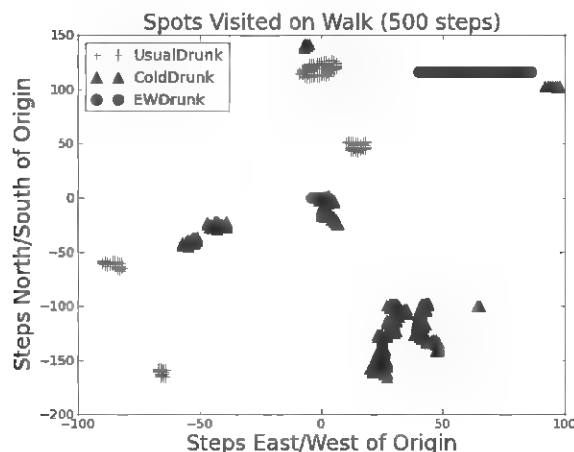 Spots Visited on Walk (500 steps)
150
UsualDrunk
ColdDrunk
EWDrunk
100
50
0
−50
−100
−150
−200
−100
−50
0
50
100
Steps North/South of Origin
Steps East/West of Origin